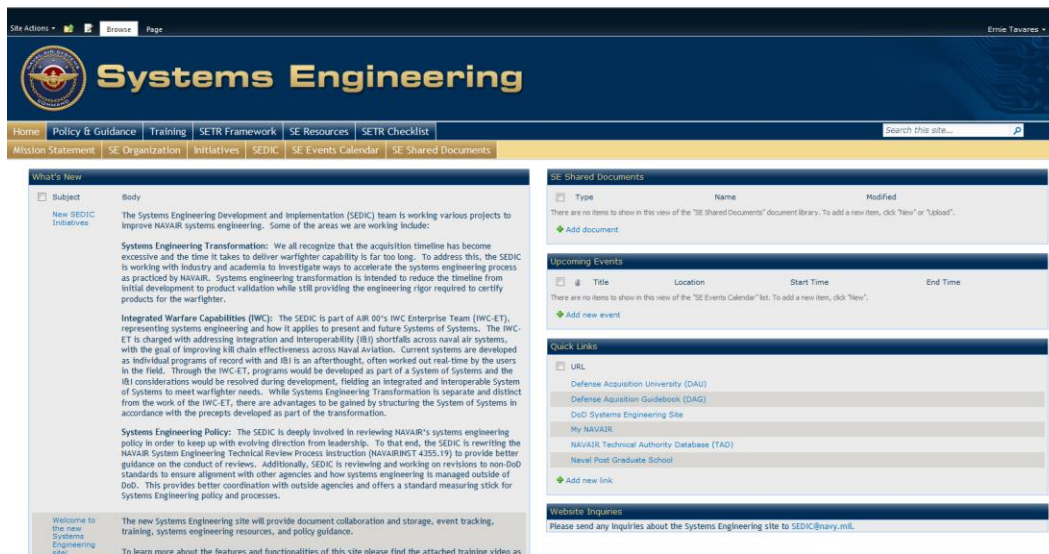 Site Actions
Browse
Page
Ernie Tavares
NAVAL AIR SYSTEMS
COMMAND
Systems Engineering
Home
Policy & Guidance
Training
SETR Framework
SE Resources
SETR Checklist
Search this site...
Mission Statement
SE Organization
Initiatives
SEDIC
SE Events Calendar
SE Shared Documents
What's New
Subject
Body
New SEDIC
Initiatives
The Systems Engineering Development and Implementation (SEDIC) team is working various projects to
improve NAVAIR systems engineering. Some of the areas we are working include:
Systems Engineering Transformation: We all recognize that the acquisition timeline has become
excessive and the time it takes to deliver warfighter capability is far too long. To address this, the SEDIC
is working with industry and academia to investigate ways to accelerate the systems engineering process
as practiced by NAVAIR. Systems engineering transformation is intended to reduce the timeline from
initial development to product validation while still providing the engineering rigor required to certify
products for the warfighter.
Integrated Warfare Capabilities (IWC): The SEDIC is part of AIR 00's IWC Enterprise Team (IWC-ET),
representing systems engineering and how it applies to present and future Systems of Systems. The IWC-
ET is charged with addressing Integration and Interoperability (I&I) shortfalls across naval air systems,
with the goal of improving kill chain effectiveness across Naval Aviation. Current systems are developed
as individual programs of record with and I&I is an afterthought, often worked out real-time by the users
in the field. Through the IWC-ET, programs would be developed as part of a System of Systems and the
I&I considerations would be resolved during development, fielding an integrated and interoperable System
of Systems to meet warfighter needs. While Systems Engineering Transformation is separate and distinct
from the work of the IWC-ET, there are advantages to be gained by structuring the System of Systems in
accordance with the precepts developed as part of the transformation.
Systems Engineering Policy: The SEDIC is deeply involved in reviewing NAVAIR's systems engineering
policy in order to keep up with evolving direction from leadership. To that end, the SEDIC is rewriting the
NAVAIR System Engineering Technical Review Process instruction (NAVAIRINST 4355.19) to provide better
guidance on the conduct of reviews. Additionally, SEDIC is reviewing and working on revisions to non-DoD
standards to ensure alignment with other agencies and how systems engineering is managed outside of
DoD. This provides better coordination with outside agencies and offers a standard measuring stick for
Systems Engineering policy and processes.
Welcome to
the new
Systems
Engineering
site!
The new Systems Engineering site will provide document collaboration and storage, event tracking,
training, systems engineering resources, and policy guidance.
To learn more about the features and functionalities of this site please find the attached training video as
SE Shared Documents
Type
Name
Modified
There are no items to show in this view of the "SE Shared Documents" document library. To add a new item, click "New" or "Upload".
Add document
Upcoming Events
Title
Location
Start Time
End Time
There are no items to show in this view of the "SE Events Calendar" list. To add a new item, click "New".
Add new event
Quick Links
URL
Defense Acquisition University (DAU)
Defense Aquisition Guidebook (DAG)
DoD Systems Engineering Site
My NAVAIR
NAVAIR Technical Authority Database (TAD)
Naval Post Graduate School
Add new link
Website Inquiries
Please send any inquiries about the Systems Engineering site to SEDIC@navy.mil.